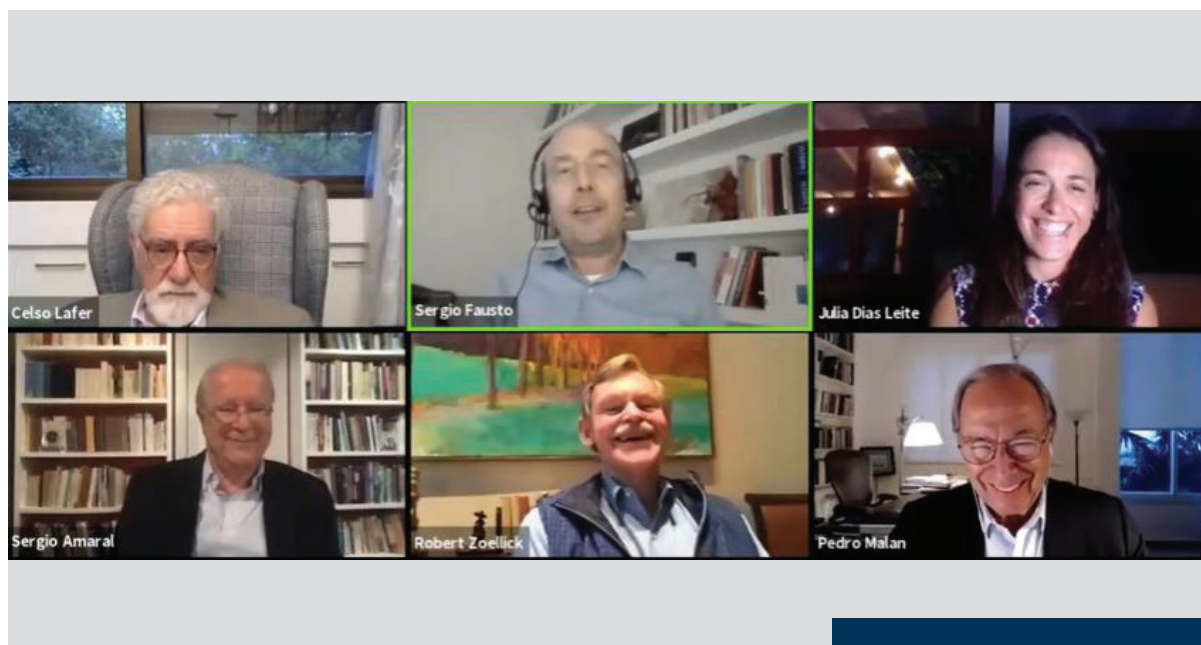 Celso Lafer
Sergio Fausto
Julia Dias Leite
Sergio Amaral
Robert Zoellick
Pedro Malan